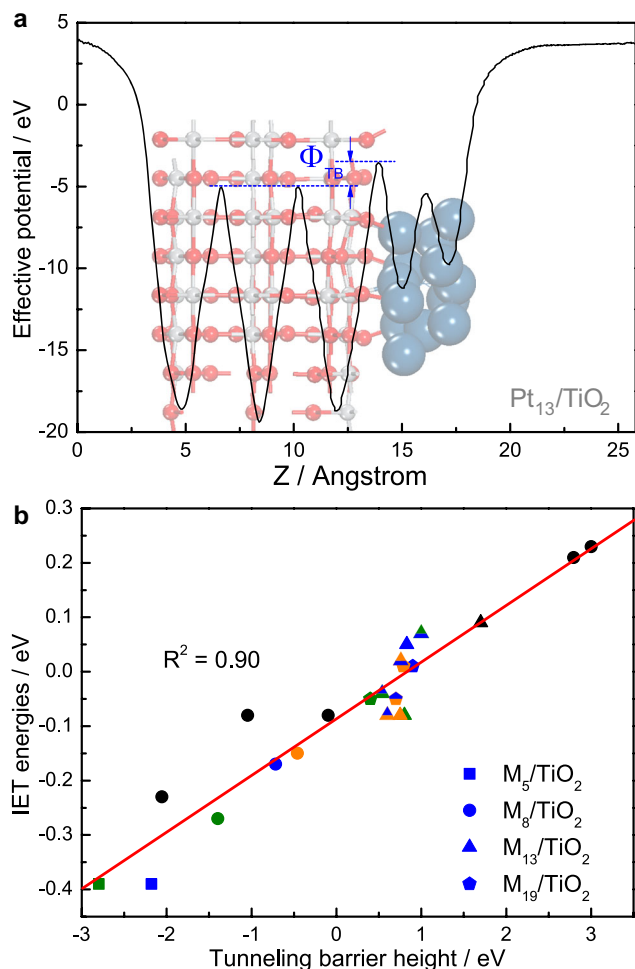 a
5
0
-5
-10
-15
-20
Effective potential / eV
Φ_TB
Pt₁₃/TiO₂
0 5 10 15 20 25
Z / Angstrom
b
0.3
0.2
0.1
0.0
-0.1
-0.2
-0.3
-0.4
IET energies / eV
R² = 0.90
M₅/TiO₂
M₈/TiO₂
M₁₃/TiO₂
M₁₉/TiO₂
-3 -2 -1 0 1 2 3
Tunneling barrier height / eV